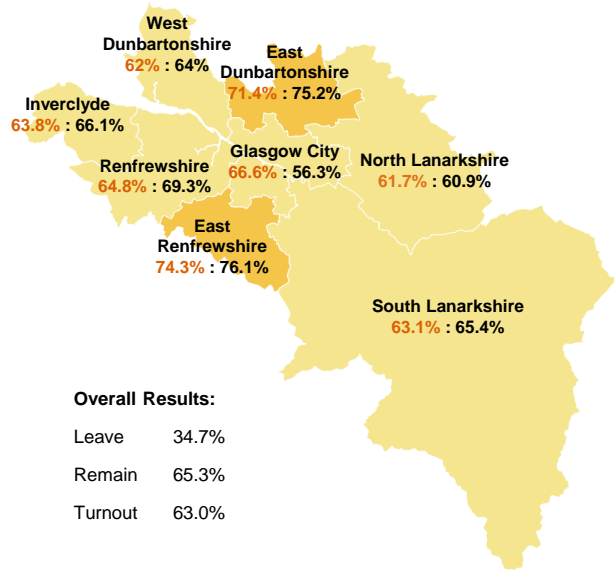 West
Dunbartonshire
62% : 64%
East
Dunbartonshire
71.4% : 75.2%
Inverclyde
63.8% : 66.1%
Renfrewshire
64.8% : 69.3%
Glasgow City
66.6% : 56.3%
North Lanarkshire
61.7% : 60.9%
East
Renfrewshire
74.3% : 76.1%
South Lanarkshire
63.1% : 65.4%
Overall Results:
Leave 34.7%
Remain 65.3%
Turnout 63.0%